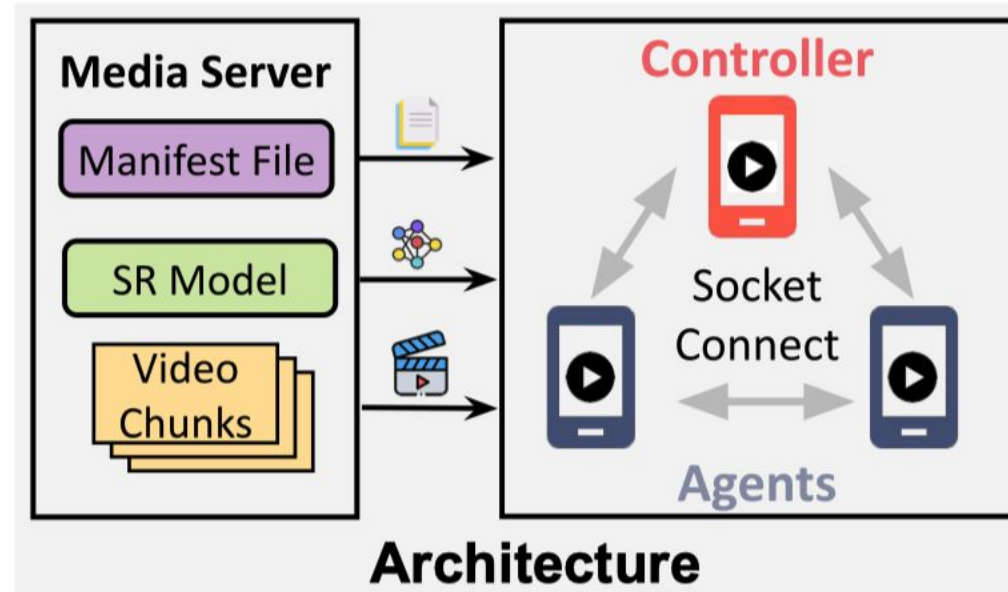 Media Server
Manifest File
SR Model
Video
Chunks
Controller
Socket
Connect
Agents
Architecture